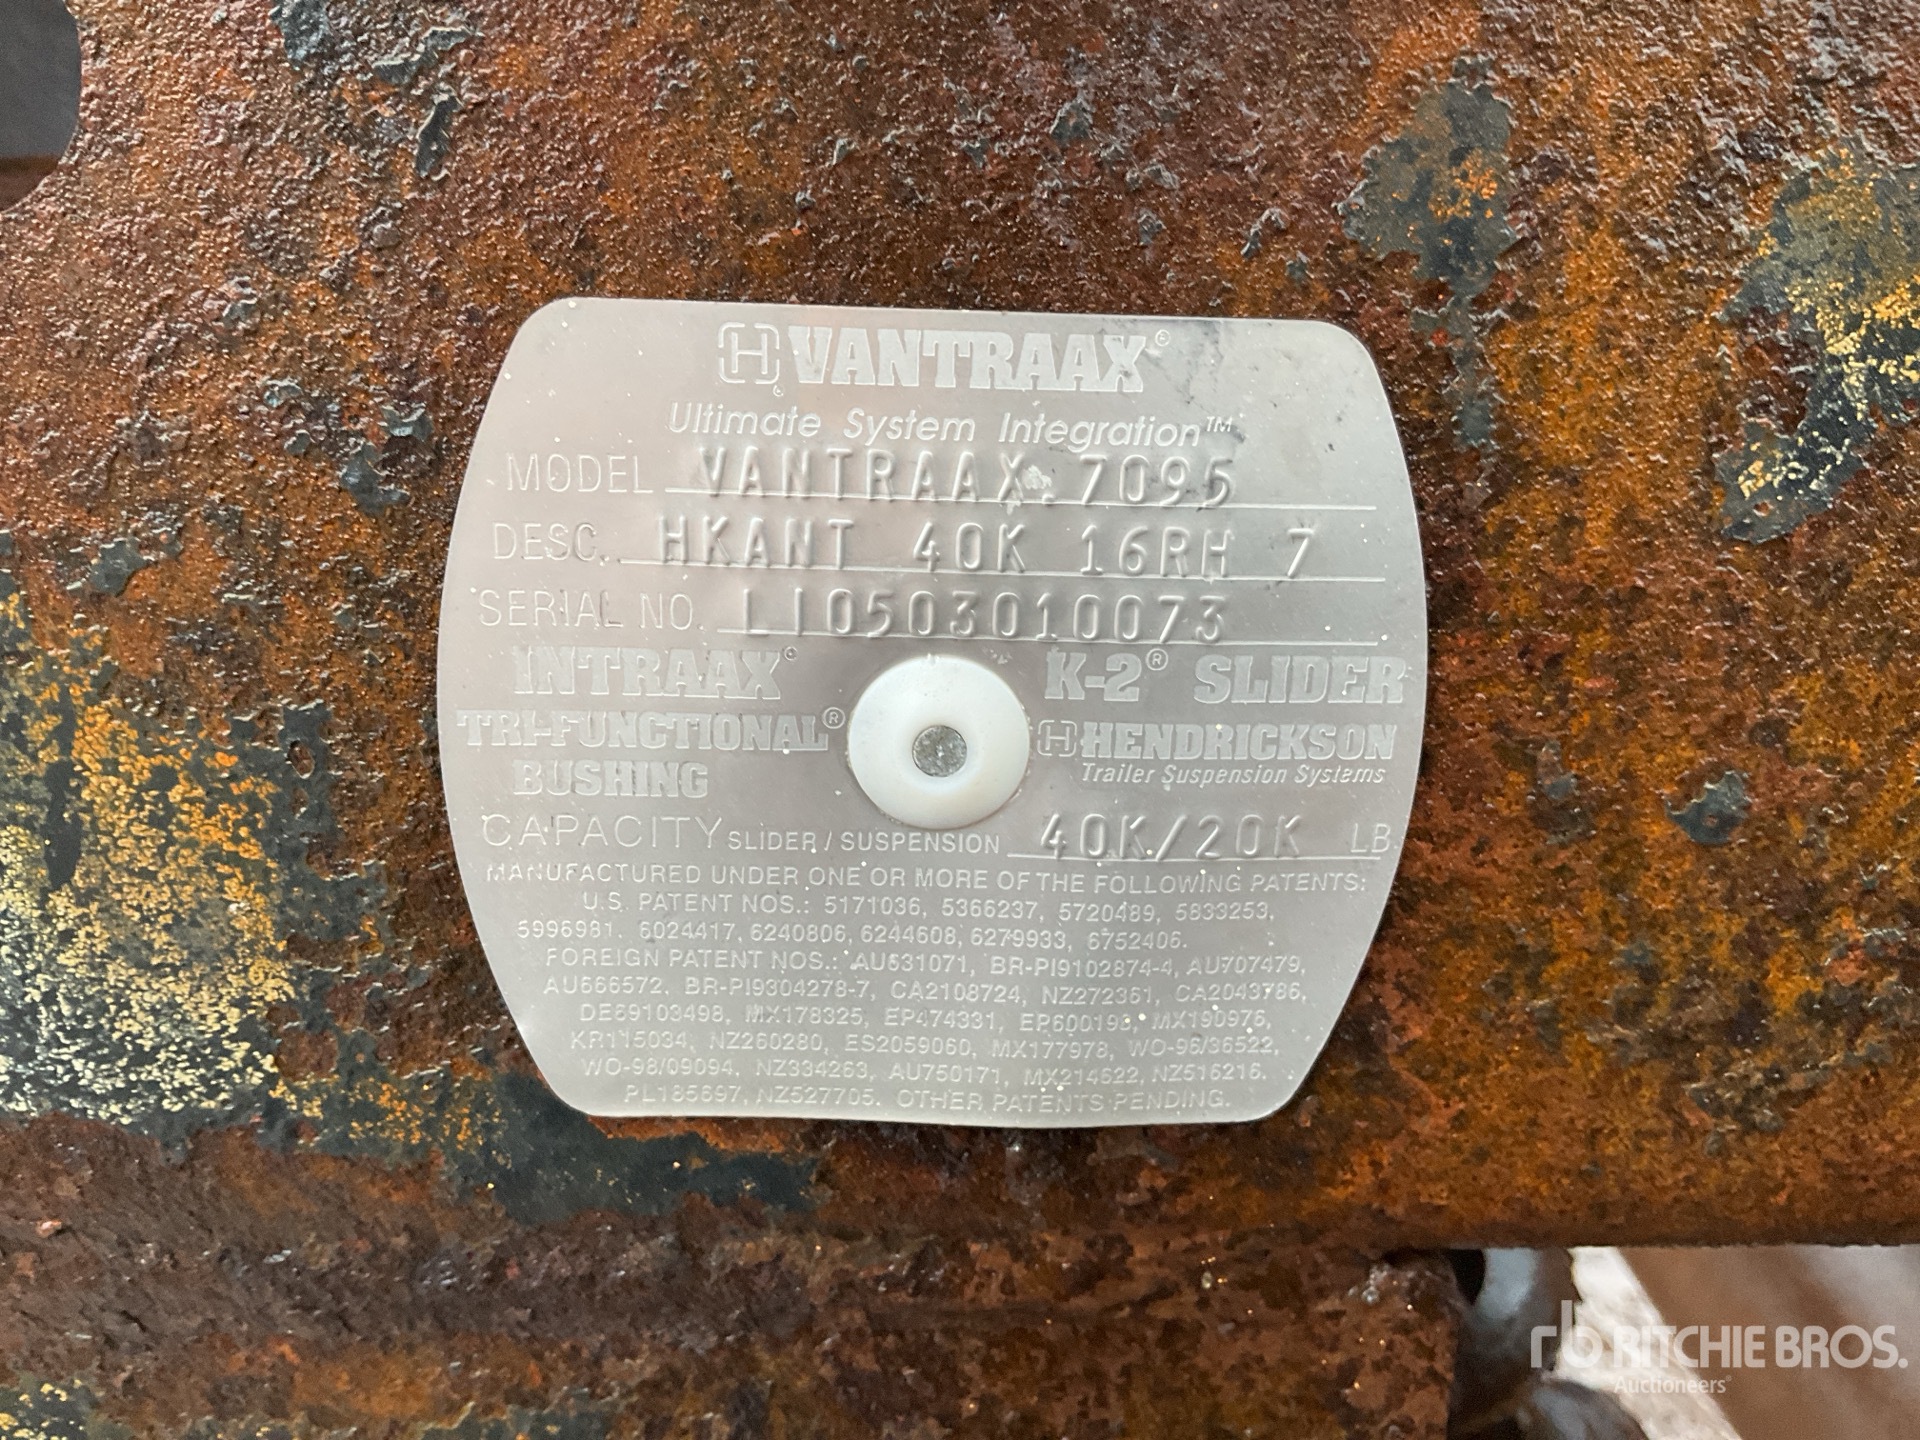 H VANTRAAX®
Ultimate System Integration™
MODEL VANTRAAX 7095
DESC. HKANT 40K 16RH 7
SERIAL NO. LI0503010073
INTRAAX® K-2® SLIDER
TRI-FUNCTIONAL® H HENDRICKSON
BUSHING Trailer Suspension Systems
CAPACITY SLIDER / SUSPENSION 40K/20K LB
MANUFACTURED UNDER ONE OR MORE OF THE FOLLOWING PATENTS:
U.S. PATENT NOS.: 5171036, 5366237, 5720489, 5833253,
5996981, 6024417, 6240806, 6244608, 6279933, 6752406.
FOREIGN PATENT NOS.: AU631071, BR-PI9102874-4, AU707479,
AU666572, BR-PI9304278-7, CA2108724, NZ272361, CA2043786,
DE69103498, MX178325, EP474331, MX190976,
KR115034, NZ260280, ES2059060, MX177978, WO-96/36522,
WO-98/09094, NZ334263, AU750171, MX214622, NZ516216.
PL185697, NZ527705. OTHER PATENTS PENDING.
rb RITCHIE BROS.
Auctioneers